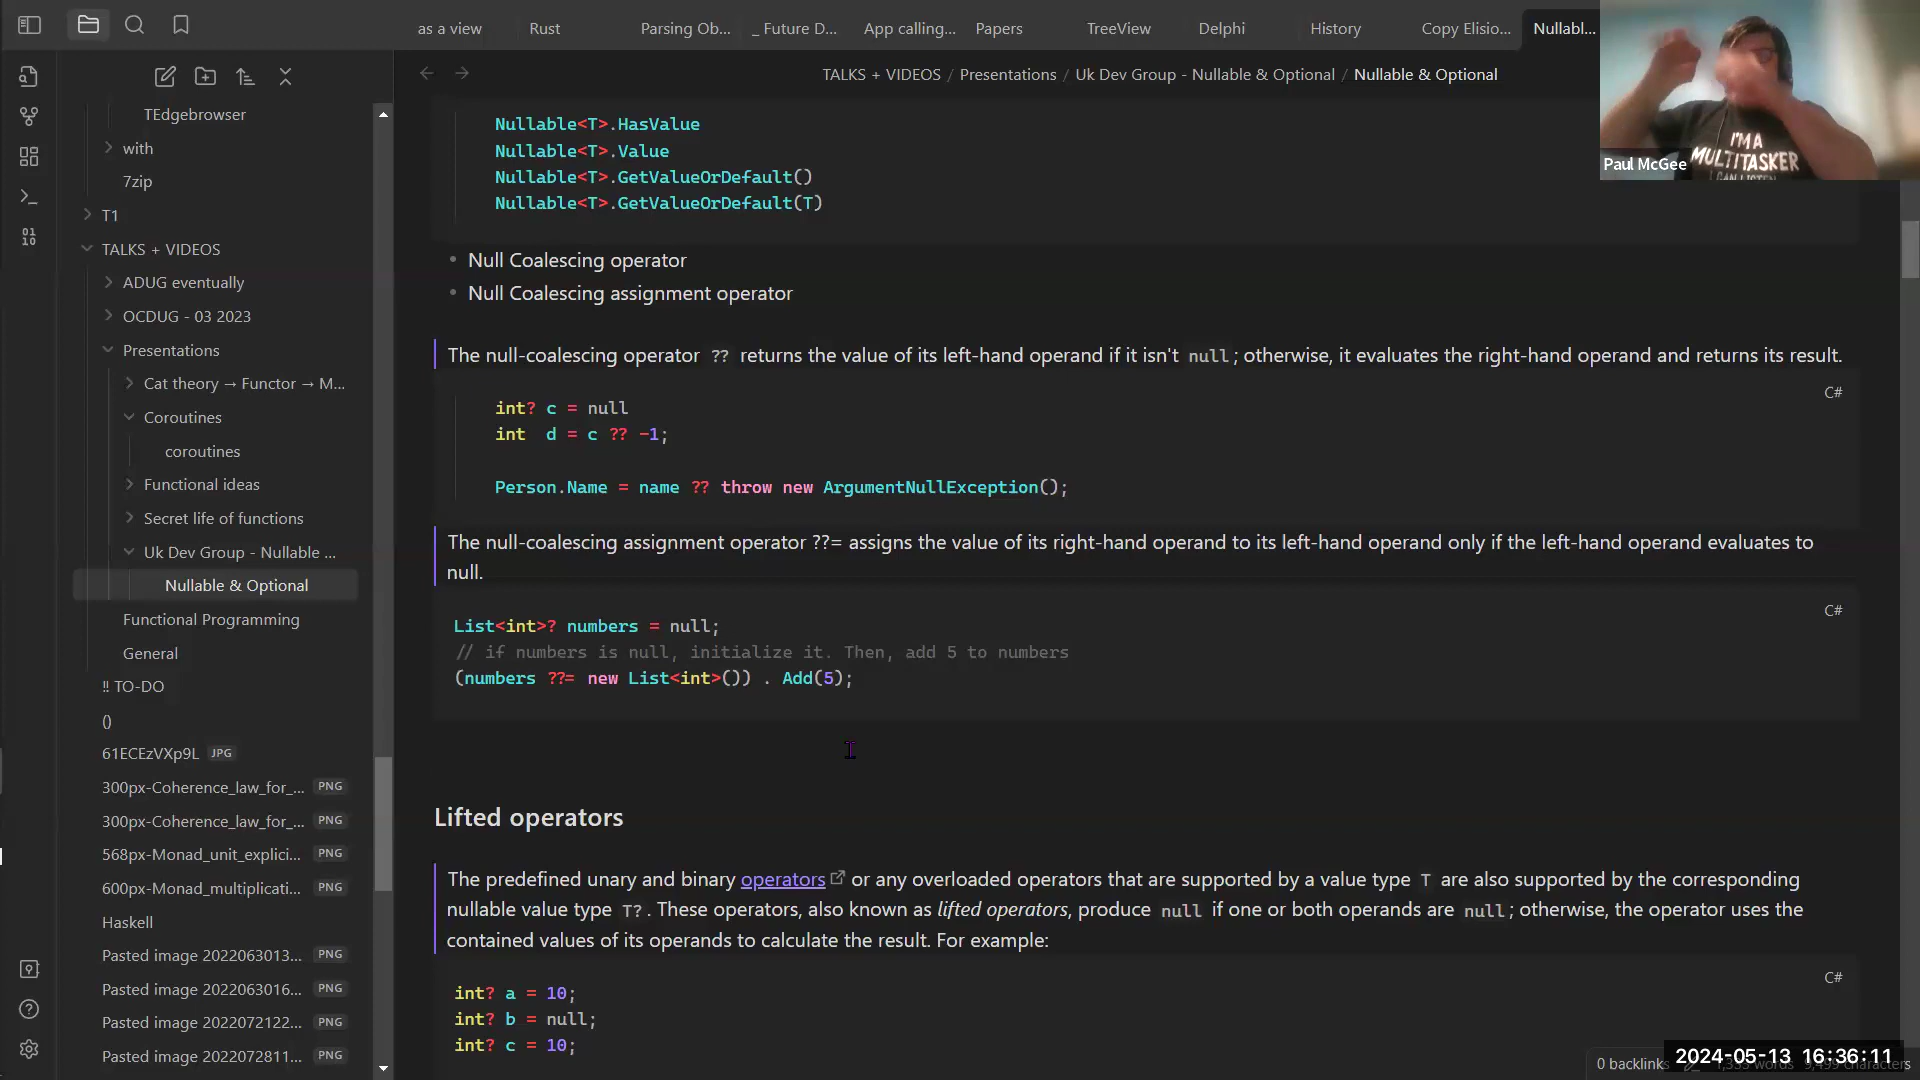 as a view
Rust
Parsing Ob...
_ Future D...
App calling...
Papers
TreeView
Delphi
History
Copy Elisio...
Nullabl...
TALKS + VIDEOS / Presentations / Uk Dev Group - Nullable & Optional / Nullable & Optional
TEdgebrowser
with
7zip
T1
TALKS + VIDEOS
ADUG eventually
OCDUG - 03 2023
Presentations
Cat theory → Functor → M...
Coroutines
coroutines
Functional ideas
Secret life of functions
Uk Dev Group - Nullable ...
Nullable & Optional
Functional Programming
General
!! TO-DO
()
61ECEzVXp9L JPG
300px-Coherence_law_for_... PNG
300px-Coherence_law_for_... PNG
568px-Monad_unit_explici... PNG
600px-Monad_multiplicati... PNG
Haskell
Pasted image 2022063013... PNG
Pasted image 2022063016... PNG
Pasted image 2022072122... PNG
Pasted image 2022072811... PNG
Nullable<T>.HasValue
Nullable<T>.Value
Nullable<T>.GetValueOrDefault()
Nullable<T>.GetValueOrDefault(T)
• Null Coalescing operator
• Null Coalescing assignment operator
The null-coalescing operator ?? returns the value of its left-hand operand if it isn't null; otherwise, it evaluates the right-hand operand and returns its result.
C#
int? c = null
int d = c ?? -1;
Person.Name = name ?? throw new ArgumentNullException();
The null-coalescing assignment operator ??= assigns the value of its right-hand operand to its left-hand operand only if the left-hand operand evaluates to
null.
C#
List<int>? numbers = null;
// if numbers is null, initialize it. Then, add 5 to numbers
(numbers ??= new List<int>()) . Add(5);
Lifted operators
The predefined unary and binary operators or any overloaded operators that are supported by a value type T are also supported by the corresponding
nullable value type T?. These operators, also known as lifted operators, produce null if one or both operands are null; otherwise, the operator uses the
contained values of its operands to calculate the result. For example:
C#
int? a = 10;
int? b = null;
int? c = 10;
Paul McGee
I'M A
MULTITASKER
I CAN LISTEN
0 backlinks
2024-05-13 16:36:11